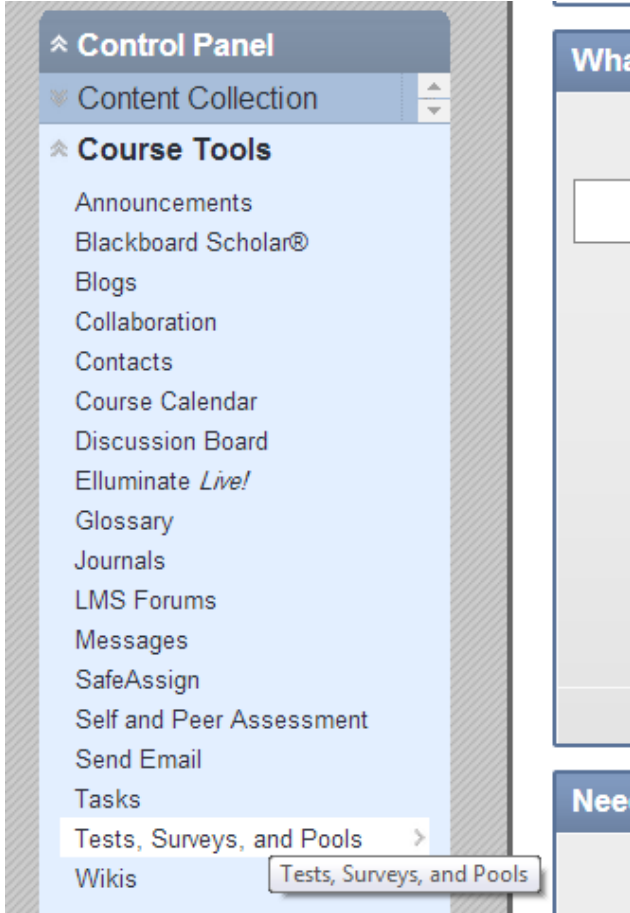 Control Panel
Content Collection
Course Tools
Announcements
Blackboard Scholar®
Blogs
Collaboration
Contacts
Course Calendar
Discussion Board
Elluminate Live!
Glossary
Journals
LMS Forums
Messages
SafeAssign
Self and Peer Assessment
Send Email
Tasks
Tests, Surveys, and Pools
Tests, Surveys, and Pools
Wikis
Wha
Nee